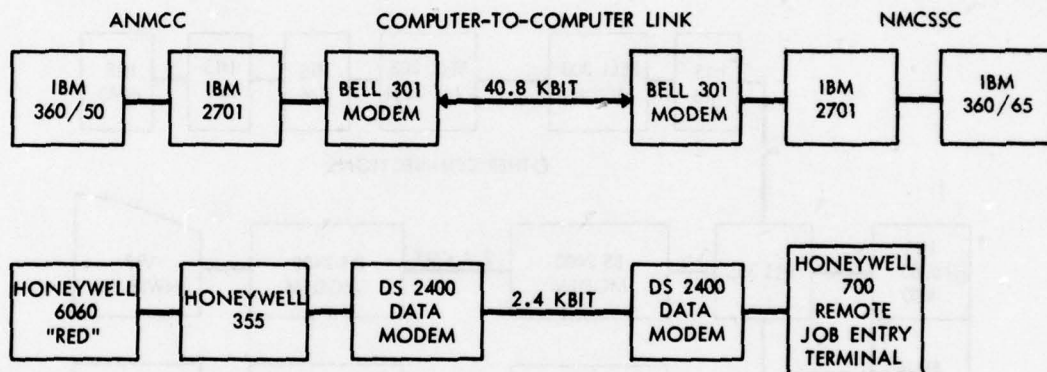 ANMCC
COMPUTER-TO-COMPUTER LINK
NMCSSC
IBM
360/50
IBM
2701
BELL 301
MODEM
40.8 KBIT
BELL 301
MODEM
IBM
2701
IBM
360/65
HONEYWELL
6060
"RED"
HONEYWELL
355
DS 2400
DATA
MODEM
2.4 KBIT
DS 2400
DATA
MODEM
HONEYWELL
700
REMOTE
JOB ENTRY
TERMINAL